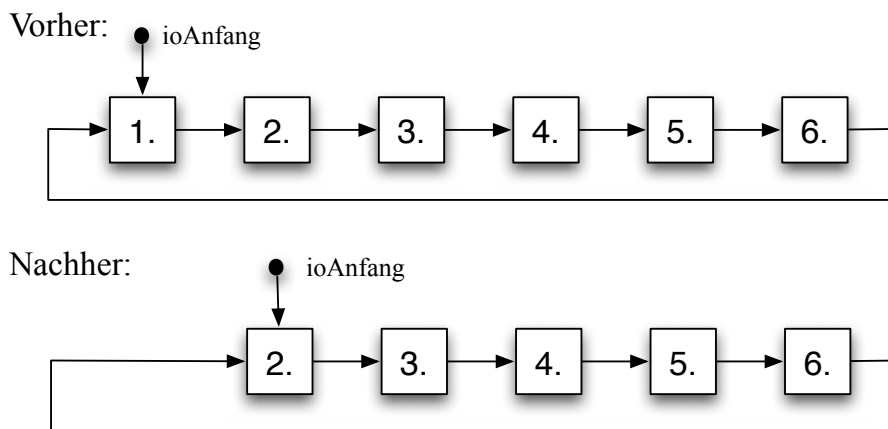 Vorher:
ioAnfang
1. 2. 3. 4. 5. 6.
Nachher:
ioAnfang
2. 3. 4. 5. 6.